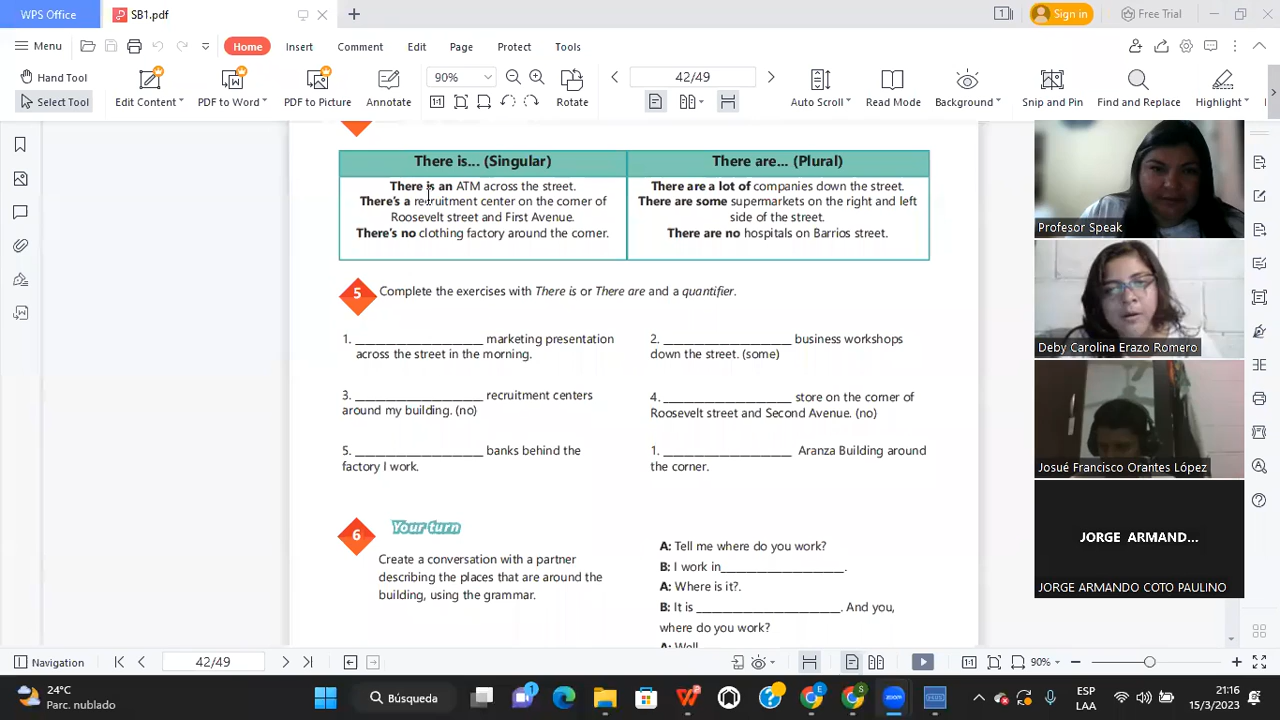 WPS Office SB1.pdf Sign in Free Trial
Menu Home Insert Comment Edit Page Protect Tools
Hand Tool 90% 42/49
Select Tool Edit Content PDF to Word PDF to Picture Annotate Rotate Auto Scroll Read Mode Background Snip and Pin Find and Replace Highlight
There is... (Singular) There are... (Plural)
There is an ATM across the street.
There's a recruitment center on the corner of
Roosevelt street and First Avenue.
There's no clothing factory around the corner.
There are a lot of companies down the street.
There are some supermarkets on the right and left
side of the street.
There are no hospitals on Barrios street.
5 Complete the exercises with There is or There are and a quantifier.
1. ______________________ marketing presentation
across the street in the morning.
2. ______________________ business workshops
down the street. (some)
3. ______________________ recruitment centers
around my building. (no)
4. ______________________ store on the corner of
Roosevelt street and Second Avenue. (no)
5. ______________________ banks behind the
factory I work.
1. ______________________ Aranza Building around
the corner.
6 Your turn
Create a conversation with a partner
describing the places that are around the
building, using the grammar.
A: Tell me where do you work?
B: I work in_____________________.
A: Where is it?.
B: It is _________________________. And you,
where do you work?
A: Well
Profesor Speak
Deby Carolina Erazo Romero
Josué Francisco Orantes López
JORGE ARMAND...
JORGE ARMANDO COTO PAULINO
Navigation 42/49 90%
24°C
Parc. nublado
Búsqueda
ESP
LAA
21:16
15/3/2023